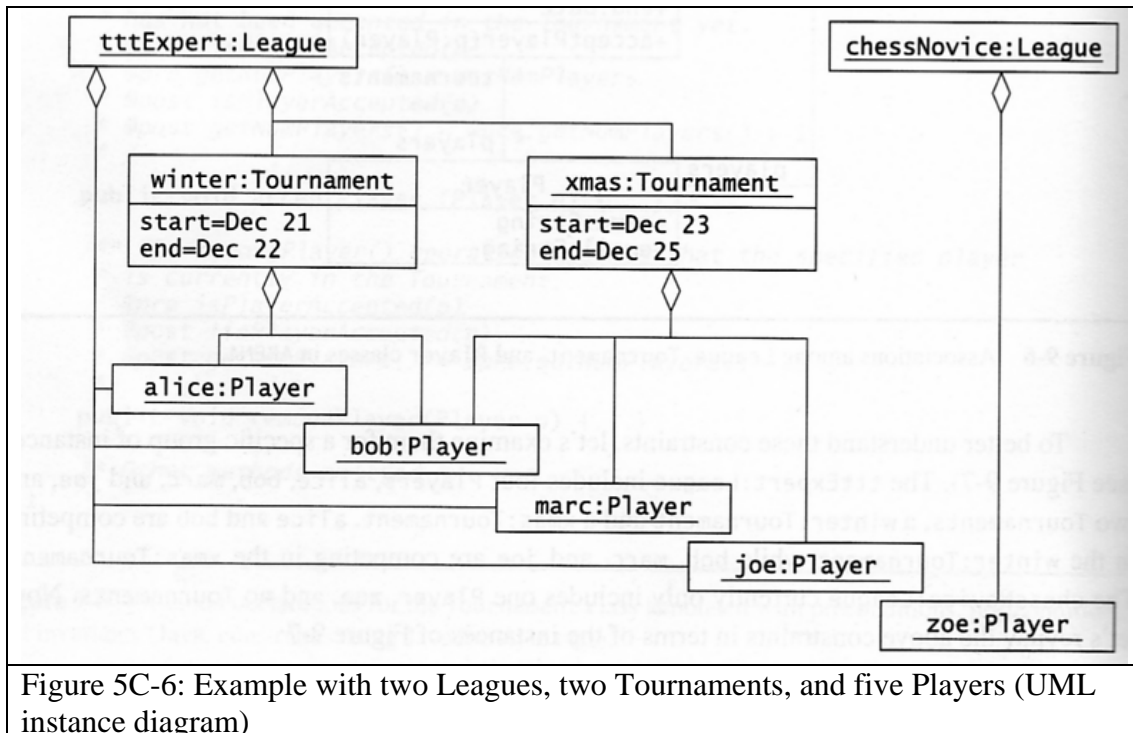 tttExpert:League
chessNovice:League
winter:Tournament
start=Dec 21
end=Dec 22
xmas:Tournament
start=Dec 23
end=Dec 25
alice:Player
bob:Player
marc:Player
joe:Player
zoe:Player
Figure 5C-6: Example with two Leagues, two Tournaments, and five Players (UML
instance diagram)